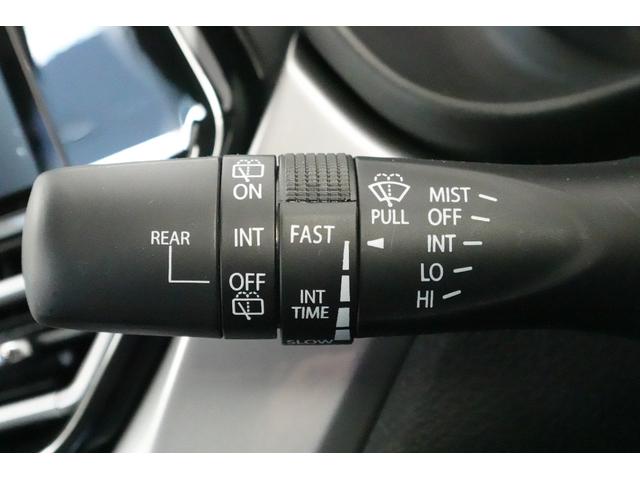 REAR
ON
INT
OFF
FAST
INT
TIME
SLOW
PULL
MIST
OFF
INT
LO
HI